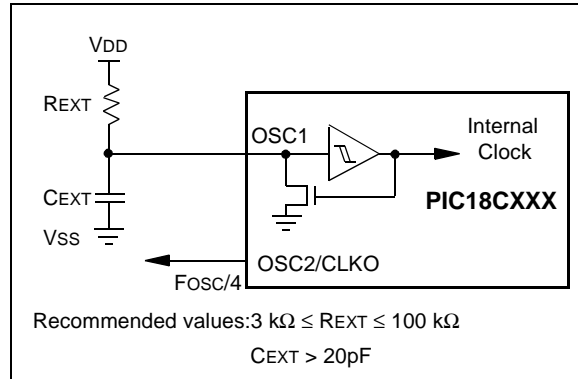 VDD
REXT
OSC1
Internal
Clock
PIC18CXXX
CEXT
VSS
OSC2/CLKO
FOSC/4
Recommended values:3 kΩ ≤ REXT ≤ 100 kΩ
CEXT > 20pF